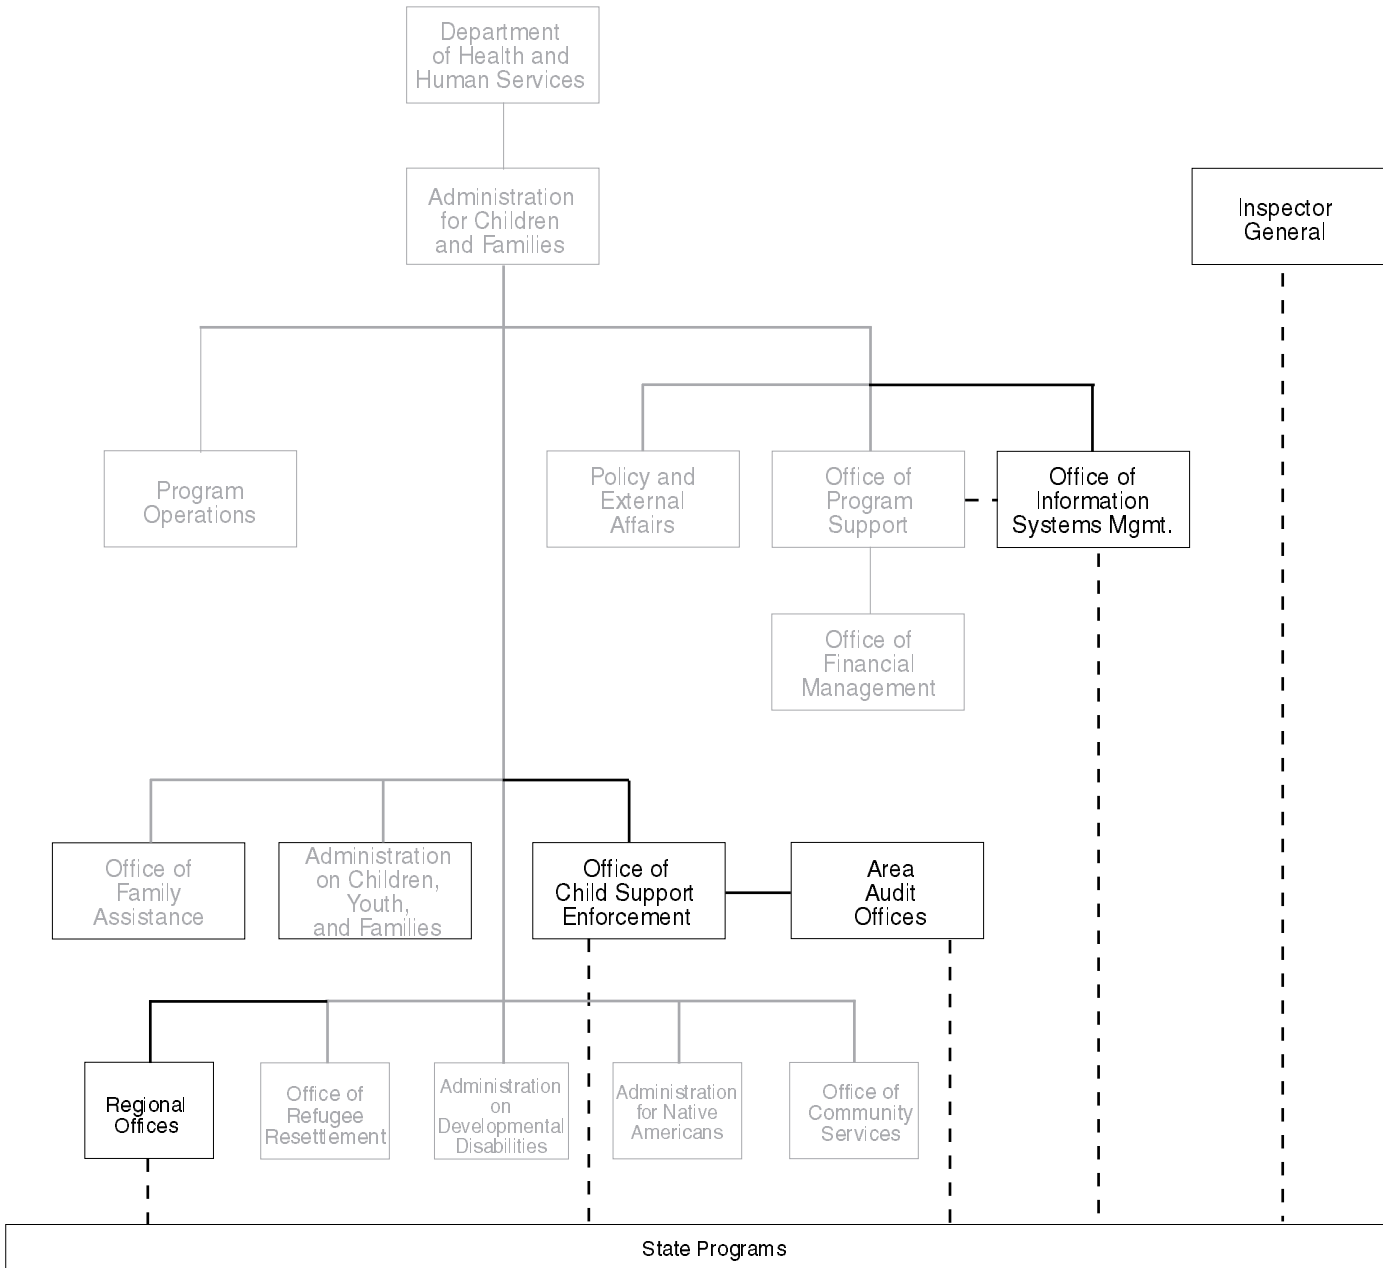 Department
of Health and
Human Services
Administration
for Children
and Families
Inspector
General
Program
Operations
Policy and
External
Affairs
Office of
Program
Support
Office of
Information
Systems Mgmt.
Office of
Financial
Management
Office of
Family
Assistance
Administration
on Children,
Youth,
and Families
Office of
Child Support
Enforcement
Area
Audit
Offices
Regional
Offices
Office of
Refugee
Resettlement
Administration
on
Developmental
Disabilities
Administration
for Native
Americans
Office of
Community
Services
State Programs